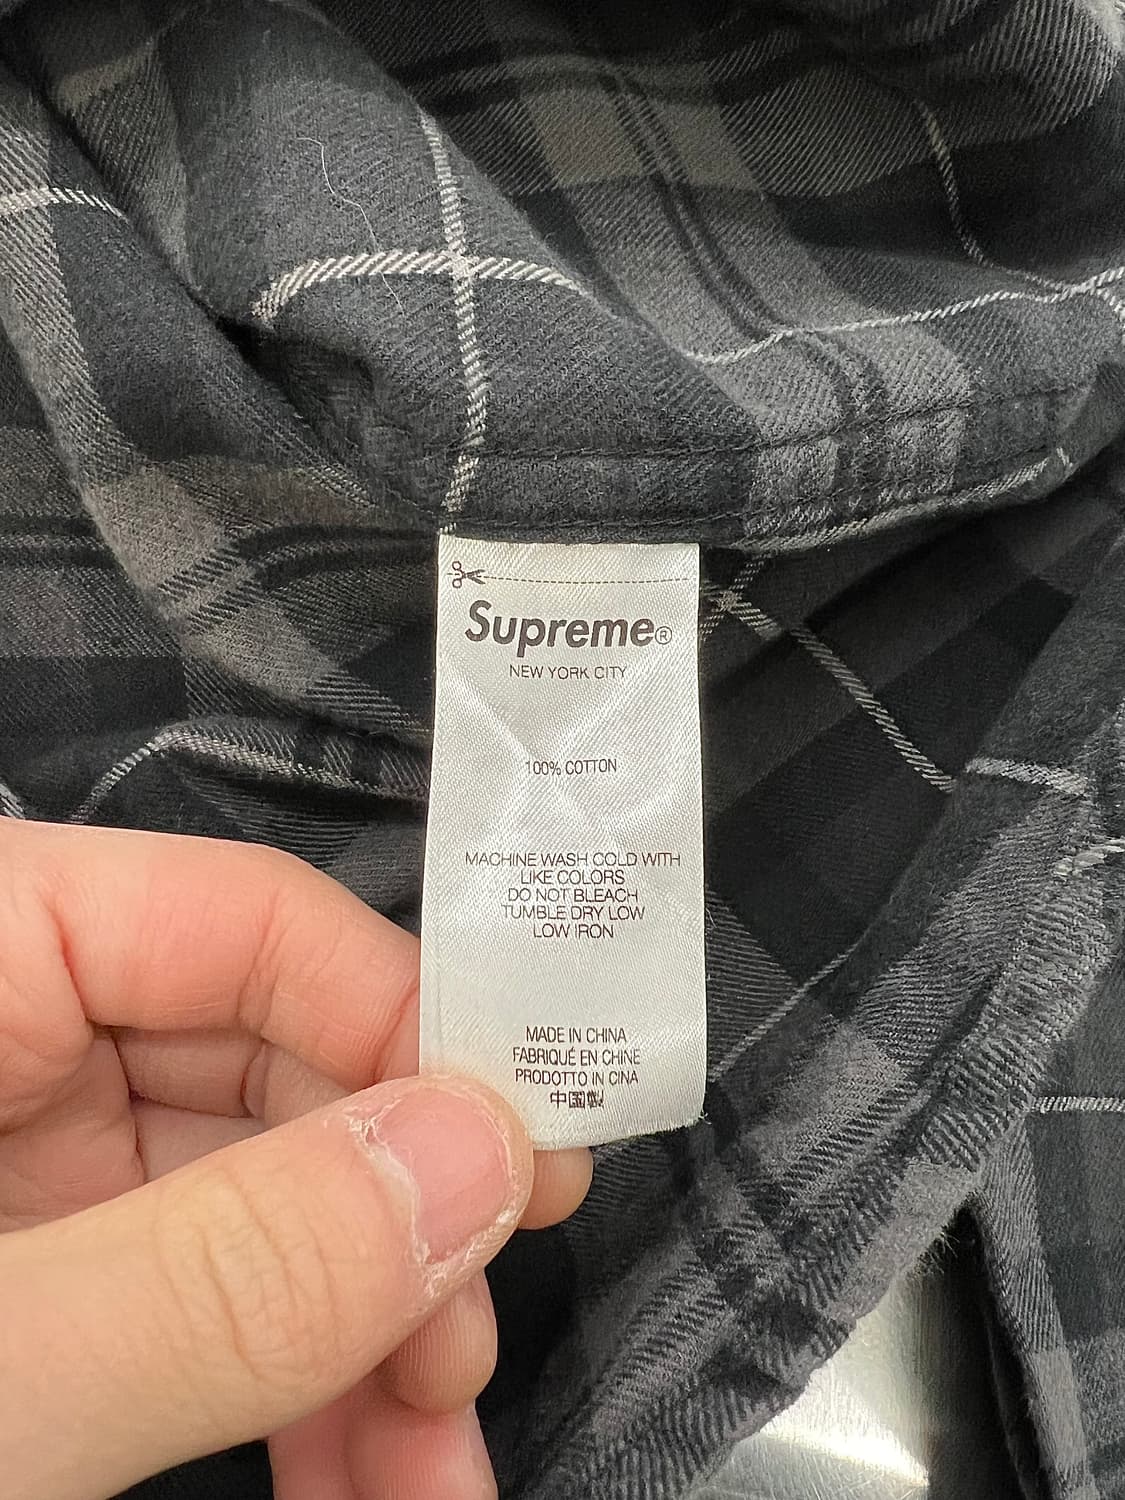 Supreme®
NEW YORK CITY
100% COTTON
MACHINE WASH COLD WITH
LIKE COLORS
DO NOT BLEACH
TUMBLE DRY LOW
LOW IRON
MADE IN CHINA
FABRIQUÉ EN CHINE
PRODOTTO IN CINA
中国製